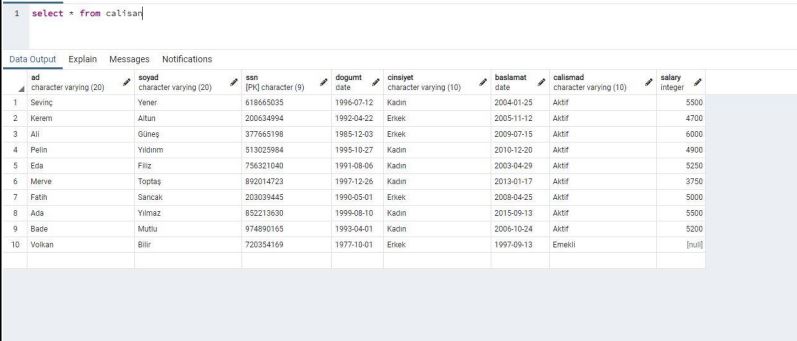 1 select * from calisan
Data Output Explain Messages Notifications
ad soyad ssn dogumt cinsiyet baslamat calismad salary
character varying (20) character varying (20) [PK] character (9) date character varying (10) date character varying (10) integer
1 Sevinç Yener 618665035 1996-07-12 Kadın 2004-01-25 Aktif 5500
2 Kerem Altun 200634994 1992-04-22 Erkek 2005-11-12 Aktif 4700
3 Ali Güneş 377665198 1985-12-03 Erkek 2009-07-15 Aktif 6000
4 Pelin Yıldırım 513025984 1995-10-27 Kadın 2010-12-20 Aktif 4900
5 Eda Filiz 756321040 1991-08-06 Kadın 2003-04-29 Aktif 5250
6 Merve Toptaş 892014723 1997-12-26 Kadın 2013-01-17 Aktif 3750
7 Fatih Sancak 203039445 1990-05-01 Erkek 2008-04-25 Aktif 5000
8 Ada Yılmaz 852213630 1999-08-10 Kadın 2015-09-13 Aktif 5500
9 Bade Mutlu 974890165 1993-04-01 Kadın 2006-10-24 Aktif 5200
10 Volkan Bilir 720354169 1977-10-01 Erkek 1997-09-13 Emekli [null]